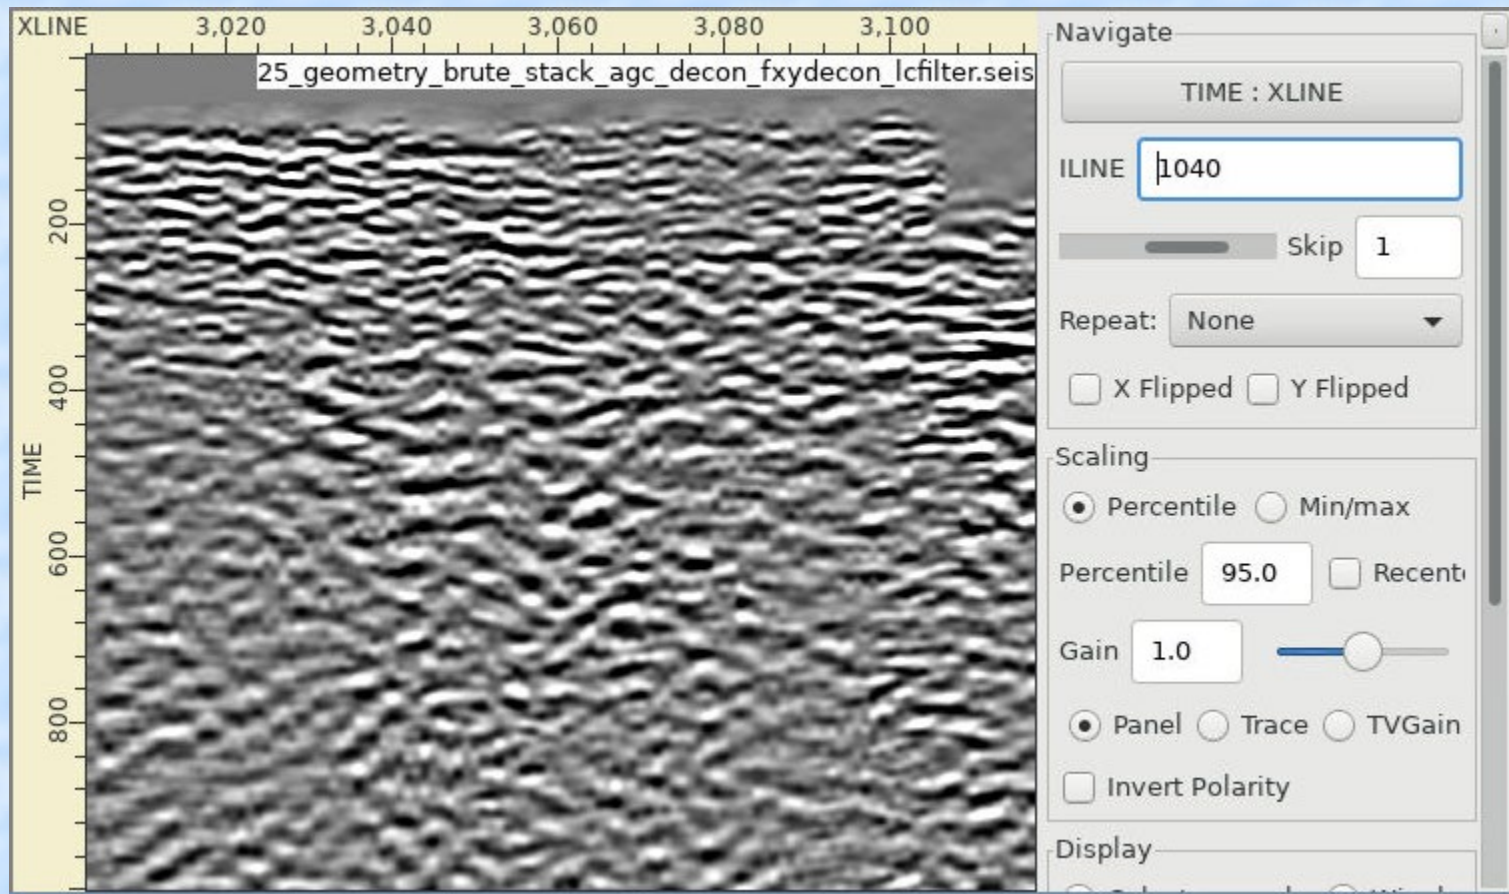 XLINE 3,020 3,040 3,060 3,080 3,100
25_geometry_brute_stack_agc_decon_fxydecon_lcfilter.seis
200
400
TIME
600
800
Navigate
TIME : XLINE
ILINE 1040
Skip 1
Repeat: None
X Flipped Y Flipped
Scaling
Percentile Min/max
Percentile 95.0 Recent
Gain 1.0
Panel Trace TVGain
Invert Polarity
Display